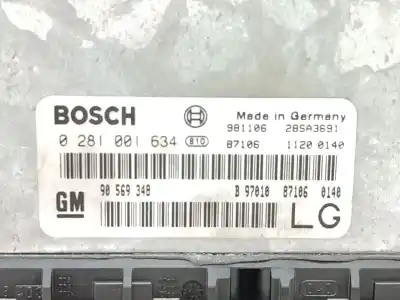 BOSCH Made in Germany
981106 28SA3691
0 281 001 634 B10 87106 1120 0140
GM 90 569 348 B 97010 87106 0140
LG